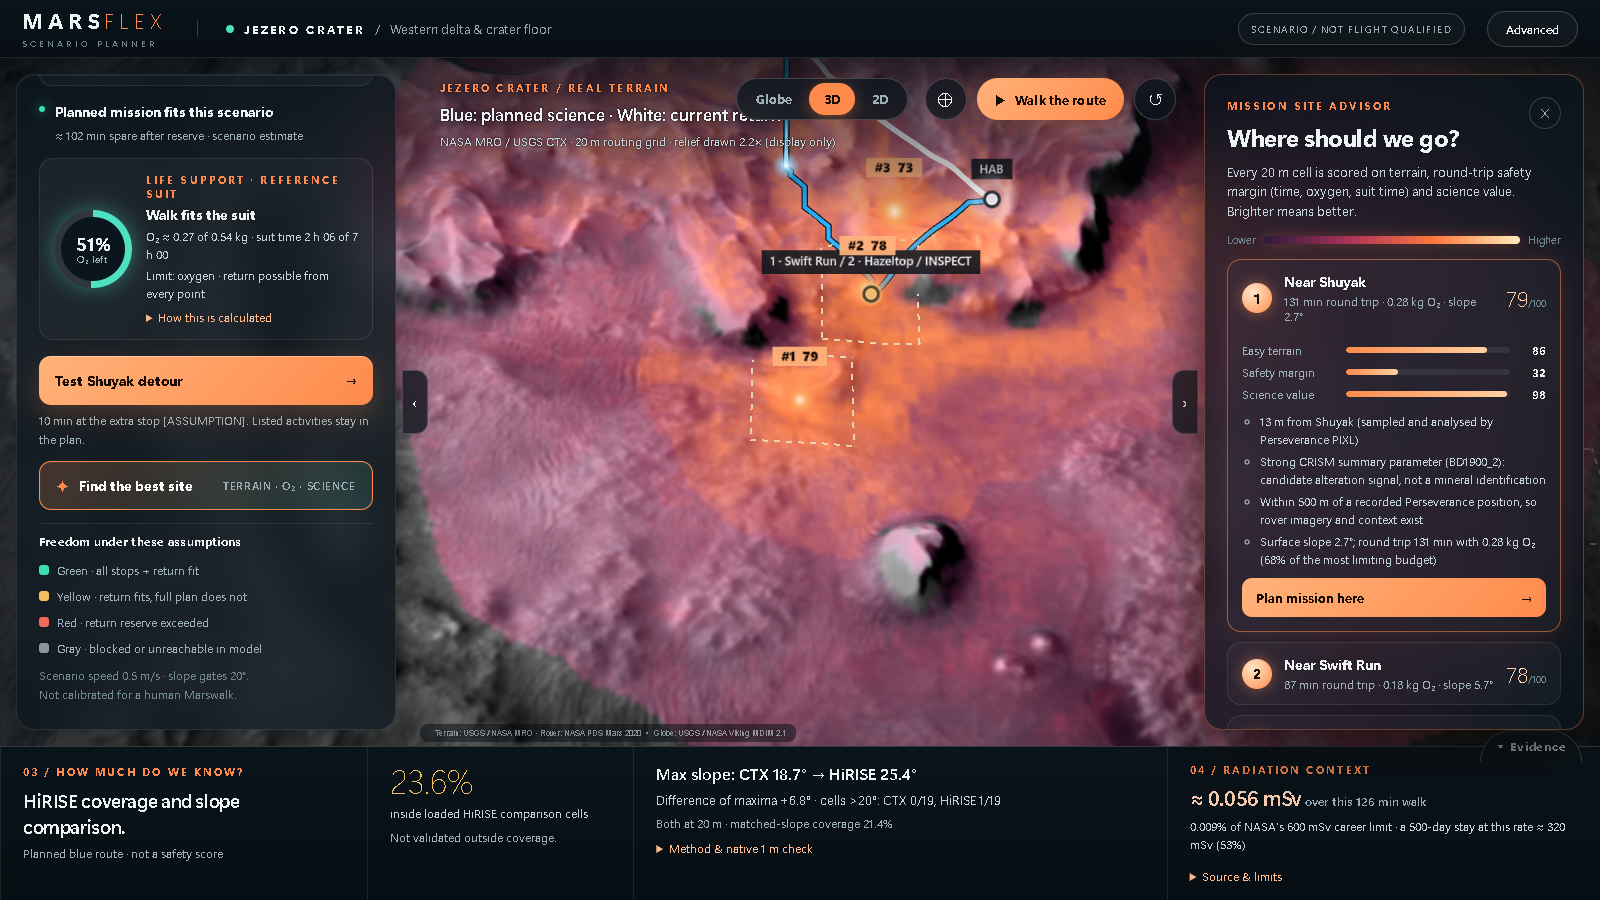 MARSFLEX
SCENARIO PLANNER
JEZERO CRATER / Western delta & crater floor
SCENARIO / NOT FLIGHT QUALIFIED
Advanced
Planned mission fits this scenario
≈ 102 min spare after reserve · scenario estimate
LIFE SUPPORT · REFERENCE
SUIT
Walk fits the suit
51%
O₂ left
O₂ ≈ 0.27 of 0.54 kg · suit time 2 h 06 of 7
h 00
Limit: oxygen · return possible from
every point
▶ How this is calculated
Test Shuyak detour →
10 min at the extra stop [ASSUMPTION]. Listed activities stay in
the plan.
✦ Find the best site TERRAIN · O₂ · SCIENCE
Freedom under these assumptions
Green · all stops + return fit
Yellow · return fits, full plan does not
Red · return reserve exceeded
Gray · blocked or unreachable in model
Scenario speed 0.5 m/s · slope gates 20°.
Not calibrated for a human Marswalk.
JEZERO CRATER / REAL TERRAIN
Blue: planned science · White: current
NASA MRO / USGS CTX · 20 m routing grid · relief drawn 2.2× (display only)
Globe 3D 2D
▶ Walk the route
↺
#3 73
HAB
#2 78
1 · Swift Run / 2 · Hazeltop / INSPECT
#1 79
‹
›
Terrain: USGS / NASA MRO · Rover: NASA PDS Mars 2020 • Globe: USGS / NASA Viking MDIM 2.1
MISSION SITE ADVISOR
Where should we go?
Every 20 m cell is scored on terrain, round-trip safety
margin (time, oxygen, suit time) and science value.
Brighter means better.
Lower Higher
1 Near Shuyak 79/100
131 min round trip · 0.28 kg O₂ · slope
2.7°
Easy terrain 86
Safety margin 32
Science value 98
13 m from Shuyak (sampled and analysed by
Perseverance PIXL)
Strong CRISM summary parameter (BD1900_2):
candidate alteration signal, not a mineral identification
Within 500 m of a recorded Perseverance position, so
rover imagery and context exist
Surface slope 2.7°; round trip 131 min with 0.28 kg O₂
(68% of the most limiting budget)
Plan mission here →
2 Near Swift Run 78/100
87 min round trip · 0.18 kg O₂ · slope 5.7°
▾ Evidence
03 / HOW MUCH DO WE KNOW?
HiRISE coverage and slope
comparison.
Planned blue route · not a safety score
23.6%
inside loaded HiRISE comparison cells
Not validated outside coverage.
Max slope: CTX 18.7° → HiRISE 25.4°
Difference of maxima +6.8° · cells >20°: CTX 0/19, HiRISE 1/19
Both at 20 m · matched-slope coverage 21.4%
▶ Method & native 1 m check
04 / RADIATION CONTEXT
≈ 0.056 mSv over this 126 min walk
0.009% of NASA's 600 mSv career limit · a 500-day stay at this rate ≈ 320
mSv (53%)
▶ Source & limits